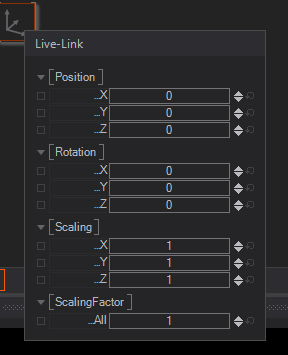 Live-Link
Position
..X 0
..Y 0
..Z 0
Rotation
..X 0
..Y 0
..Z 0
Scaling
..X 1
..Y 1
..Z 1
ScalingFactor
..All 1